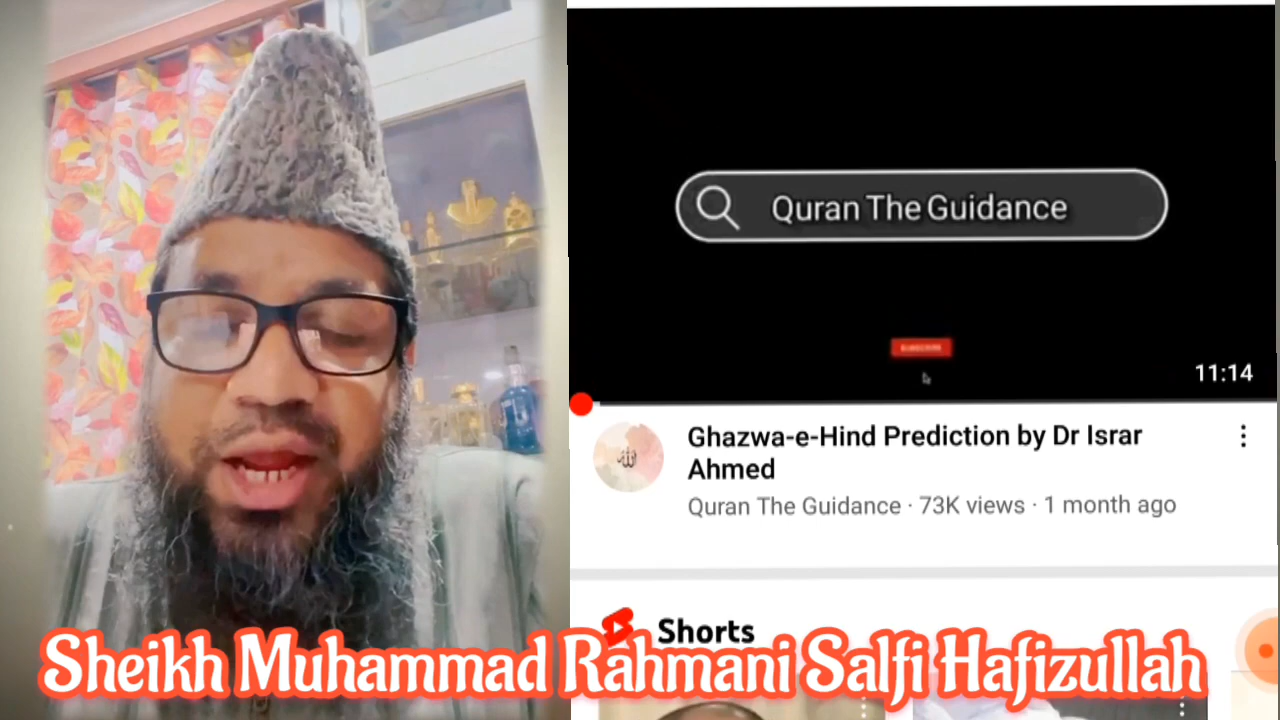 Quran The Guidance
SUBSCRIBE
11:14
Ghazwa-e-Hind Prediction by Dr Israr
Ahmed
Quran The Guidance · 73K views · 1 month ago
Shorts
Sheikh Muhammad Rahmani Salfi Hafizullah